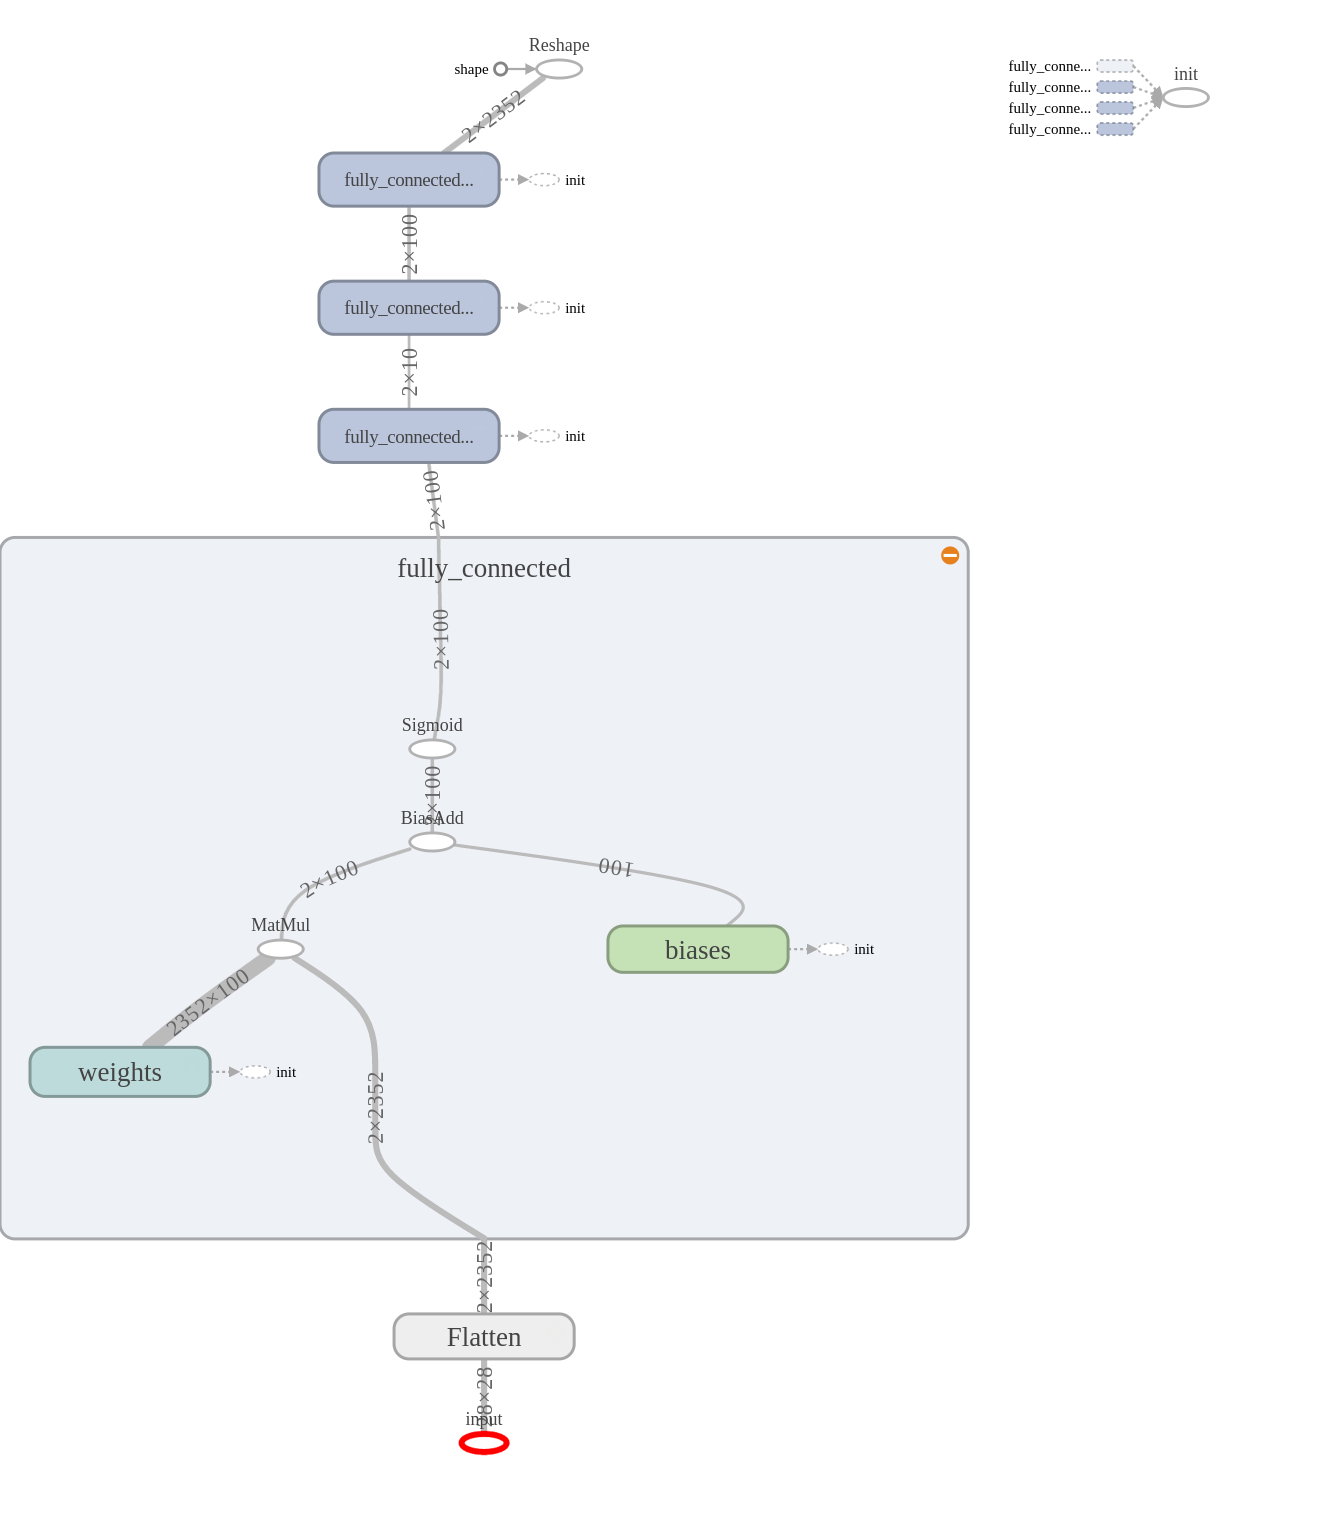 Reshape
shape
2×2352
fully_connected...
init
2×100
fully_connected...
init
2×10
fully_connected...
init
2×100
fully_connected
2×100
Sigmoid
2×100
BiasAdd
2×100
100
MatMul
biases
init
2352×100
weights
init
2×2352
2×2352
Flatten
28×28
input
fully_conne...
fully_conne...
fully_conne...
fully_conne...
init